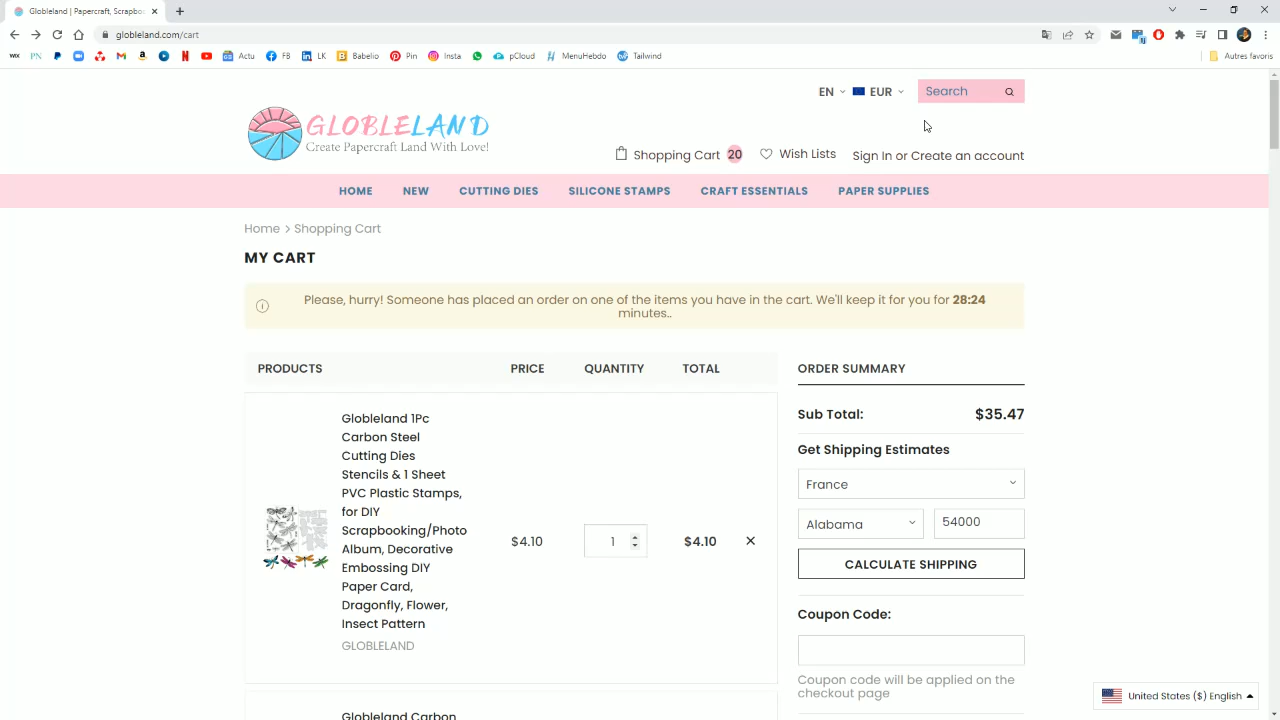 Globleland | Papercraft, Scrapbo
globleland.com/cart
WIX
PN
Actu
FB
LK
Babelio
Pin
Insta
pCloud
MenuHebdo
Tailwind
Autres favoris
EN
EUR
Search
GLOBLELAND
Create Papercraft Land With Love!
Shopping Cart 20
Wish Lists
Sign In or Create an account
HOME
NEW
CUTTING DIES
SILICONE STAMPS
CRAFT ESSENTIALS
PAPER SUPPLIES
Home > Shopping Cart
MY CART
Please, hurry! Someone has placed an order on one of the items you have in the cart. We'll keep it for you for 28:24
minutes..
PRODUCTS
PRICE
QUANTITY
TOTAL
Globleland 1Pc
Carbon Steel
Cutting Dies
Stencils & 1 Sheet
PVC Plastic Stamps,
for DIY
Scrapbooking/Photo
Album, Decorative
Embossing DIY
Paper Card,
Dragonfly, Flower,
Insect Pattern
GLOBLELAND
$4.10
1
$4.10
Globleland Carbon
ORDER SUMMARY
Sub Total: $35.47
Get Shipping Estimates
France
Alabama
54000
CALCULATE SHIPPING
Coupon Code:
Coupon code will be applied on the
checkout page
United States ($) English